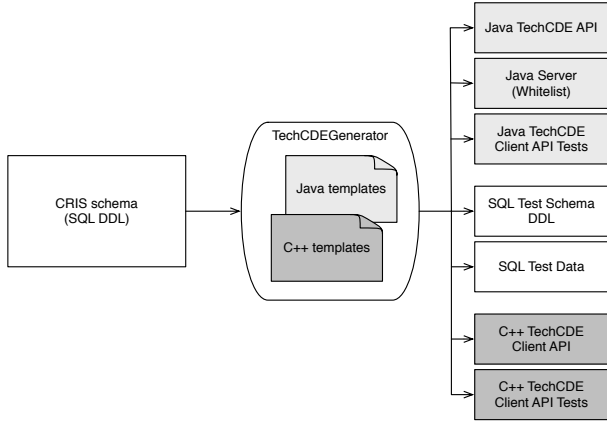 CRIS schema
(SQL DDL)
TechCDEGenerator
Java templates
C++ templates
Java TechCDE API
Java Server
(Whitelist)
Java TechCDE
Client API Tests
SQL Test Schema
DDL
SQL Test Data
C++ TechCDE
Client API
C++ TechCDE
Client API Tests